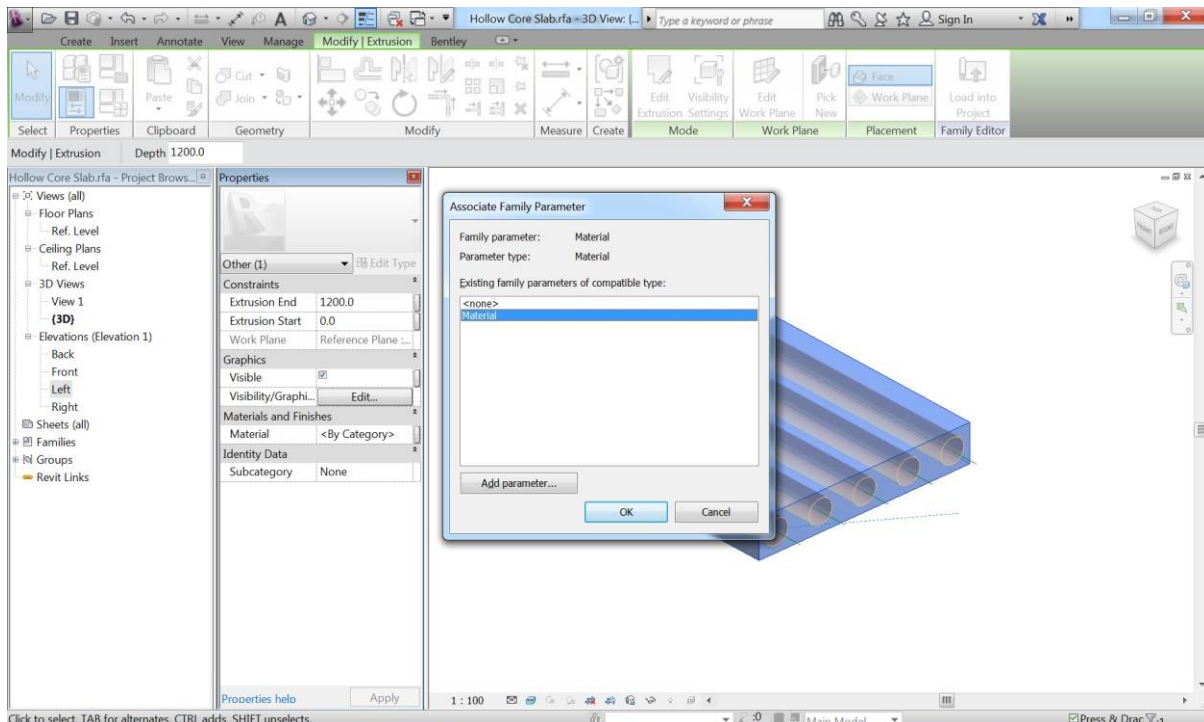 Hollow Core Slab.rfa - 3D View: {...
Type a keyword or phrase
Sign In
Create Insert Annotate View Manage Modify | Extrusion Bentley
Modify
Paste
Cut
Join
Edit Extrusion
Visibility Settings
Edit Work Plane
Pick New
Face
Work Plane
Load into Project
Select Properties Clipboard Geometry Modify Measure Create Mode Work Plane Placement Family Editor
Modify | Extrusion Depth 1200.0
Hollow Core Slab.rfa - Project Brows...
Views (all)
Floor Plans
Ref. Level
Ceiling Plans
Ref. Level
3D Views
View 1
{3D}
Elevations (Elevation 1)
Back
Front
Left
Right
Sheets (all)
Families
Groups
Revit Links
Properties
Other (1) Edit Type
Constraints
Extrusion End 1200.0
Extrusion Start 0.0
Work Plane Reference Plane :...
Graphics
Visible
Visibility/Graphi... Edit...
Materials and Finishes
Material <By Category>
Identity Data
Subcategory None
Properties help Apply
Associate Family Parameter
Family parameter: Material
Parameter type: Material
Existing family parameters of compatible type:
<none>
Material
Add parameter...
OK Cancel
FRONT RIGHT
1 : 100
Click to select, TAB for alternates, CTRL adds, SHIFT unselects.
:0 Main Model Press & Drag